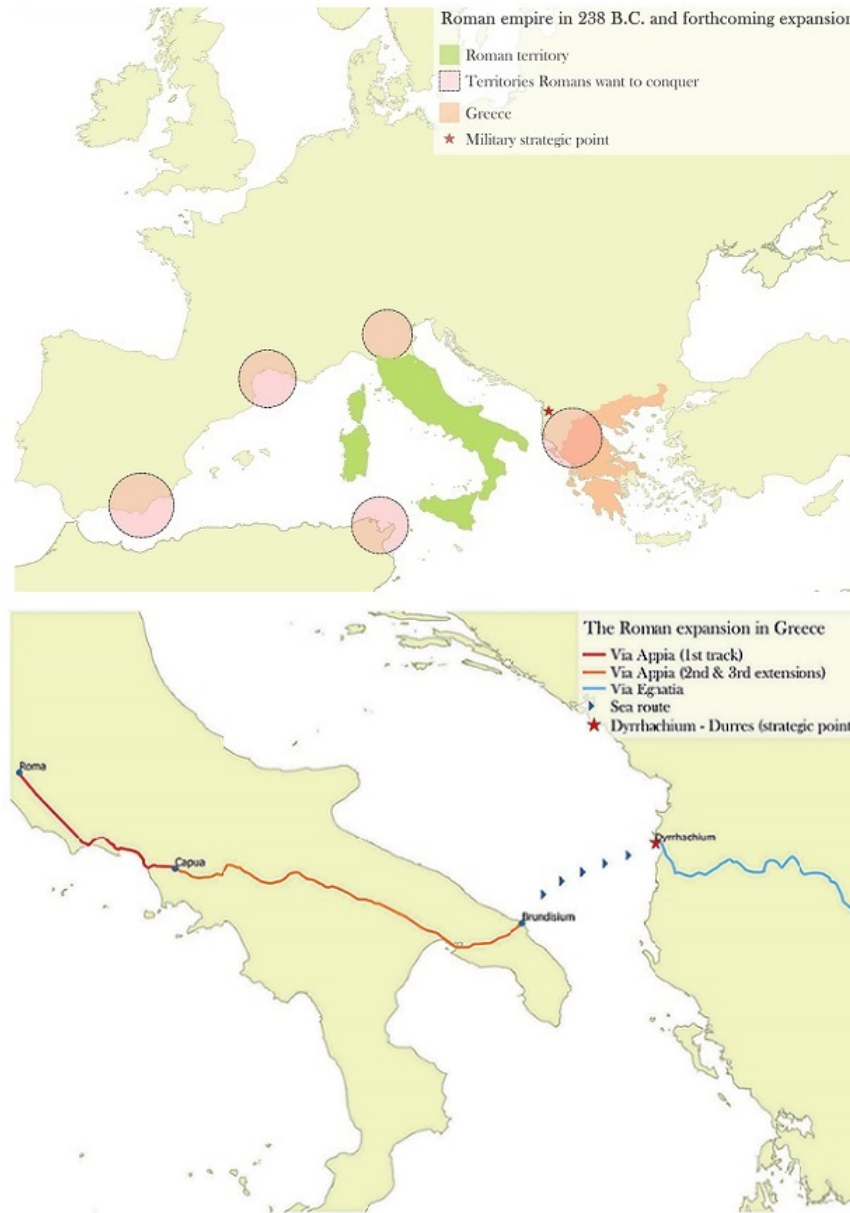 Roman empire in 238 B.C. and forthcoming expansion
Roman territory
Territories Romans want to conquer
Greece
Military strategic point
The Roman expansion in Greece
Via Appia (1st track)
Via Appia (2nd & 3rd extensions)
Via Egnatia
Sea route
Dyrrhachium - Durres (strategic point
Roma
Capua
Brundisium
Dyrrhachium